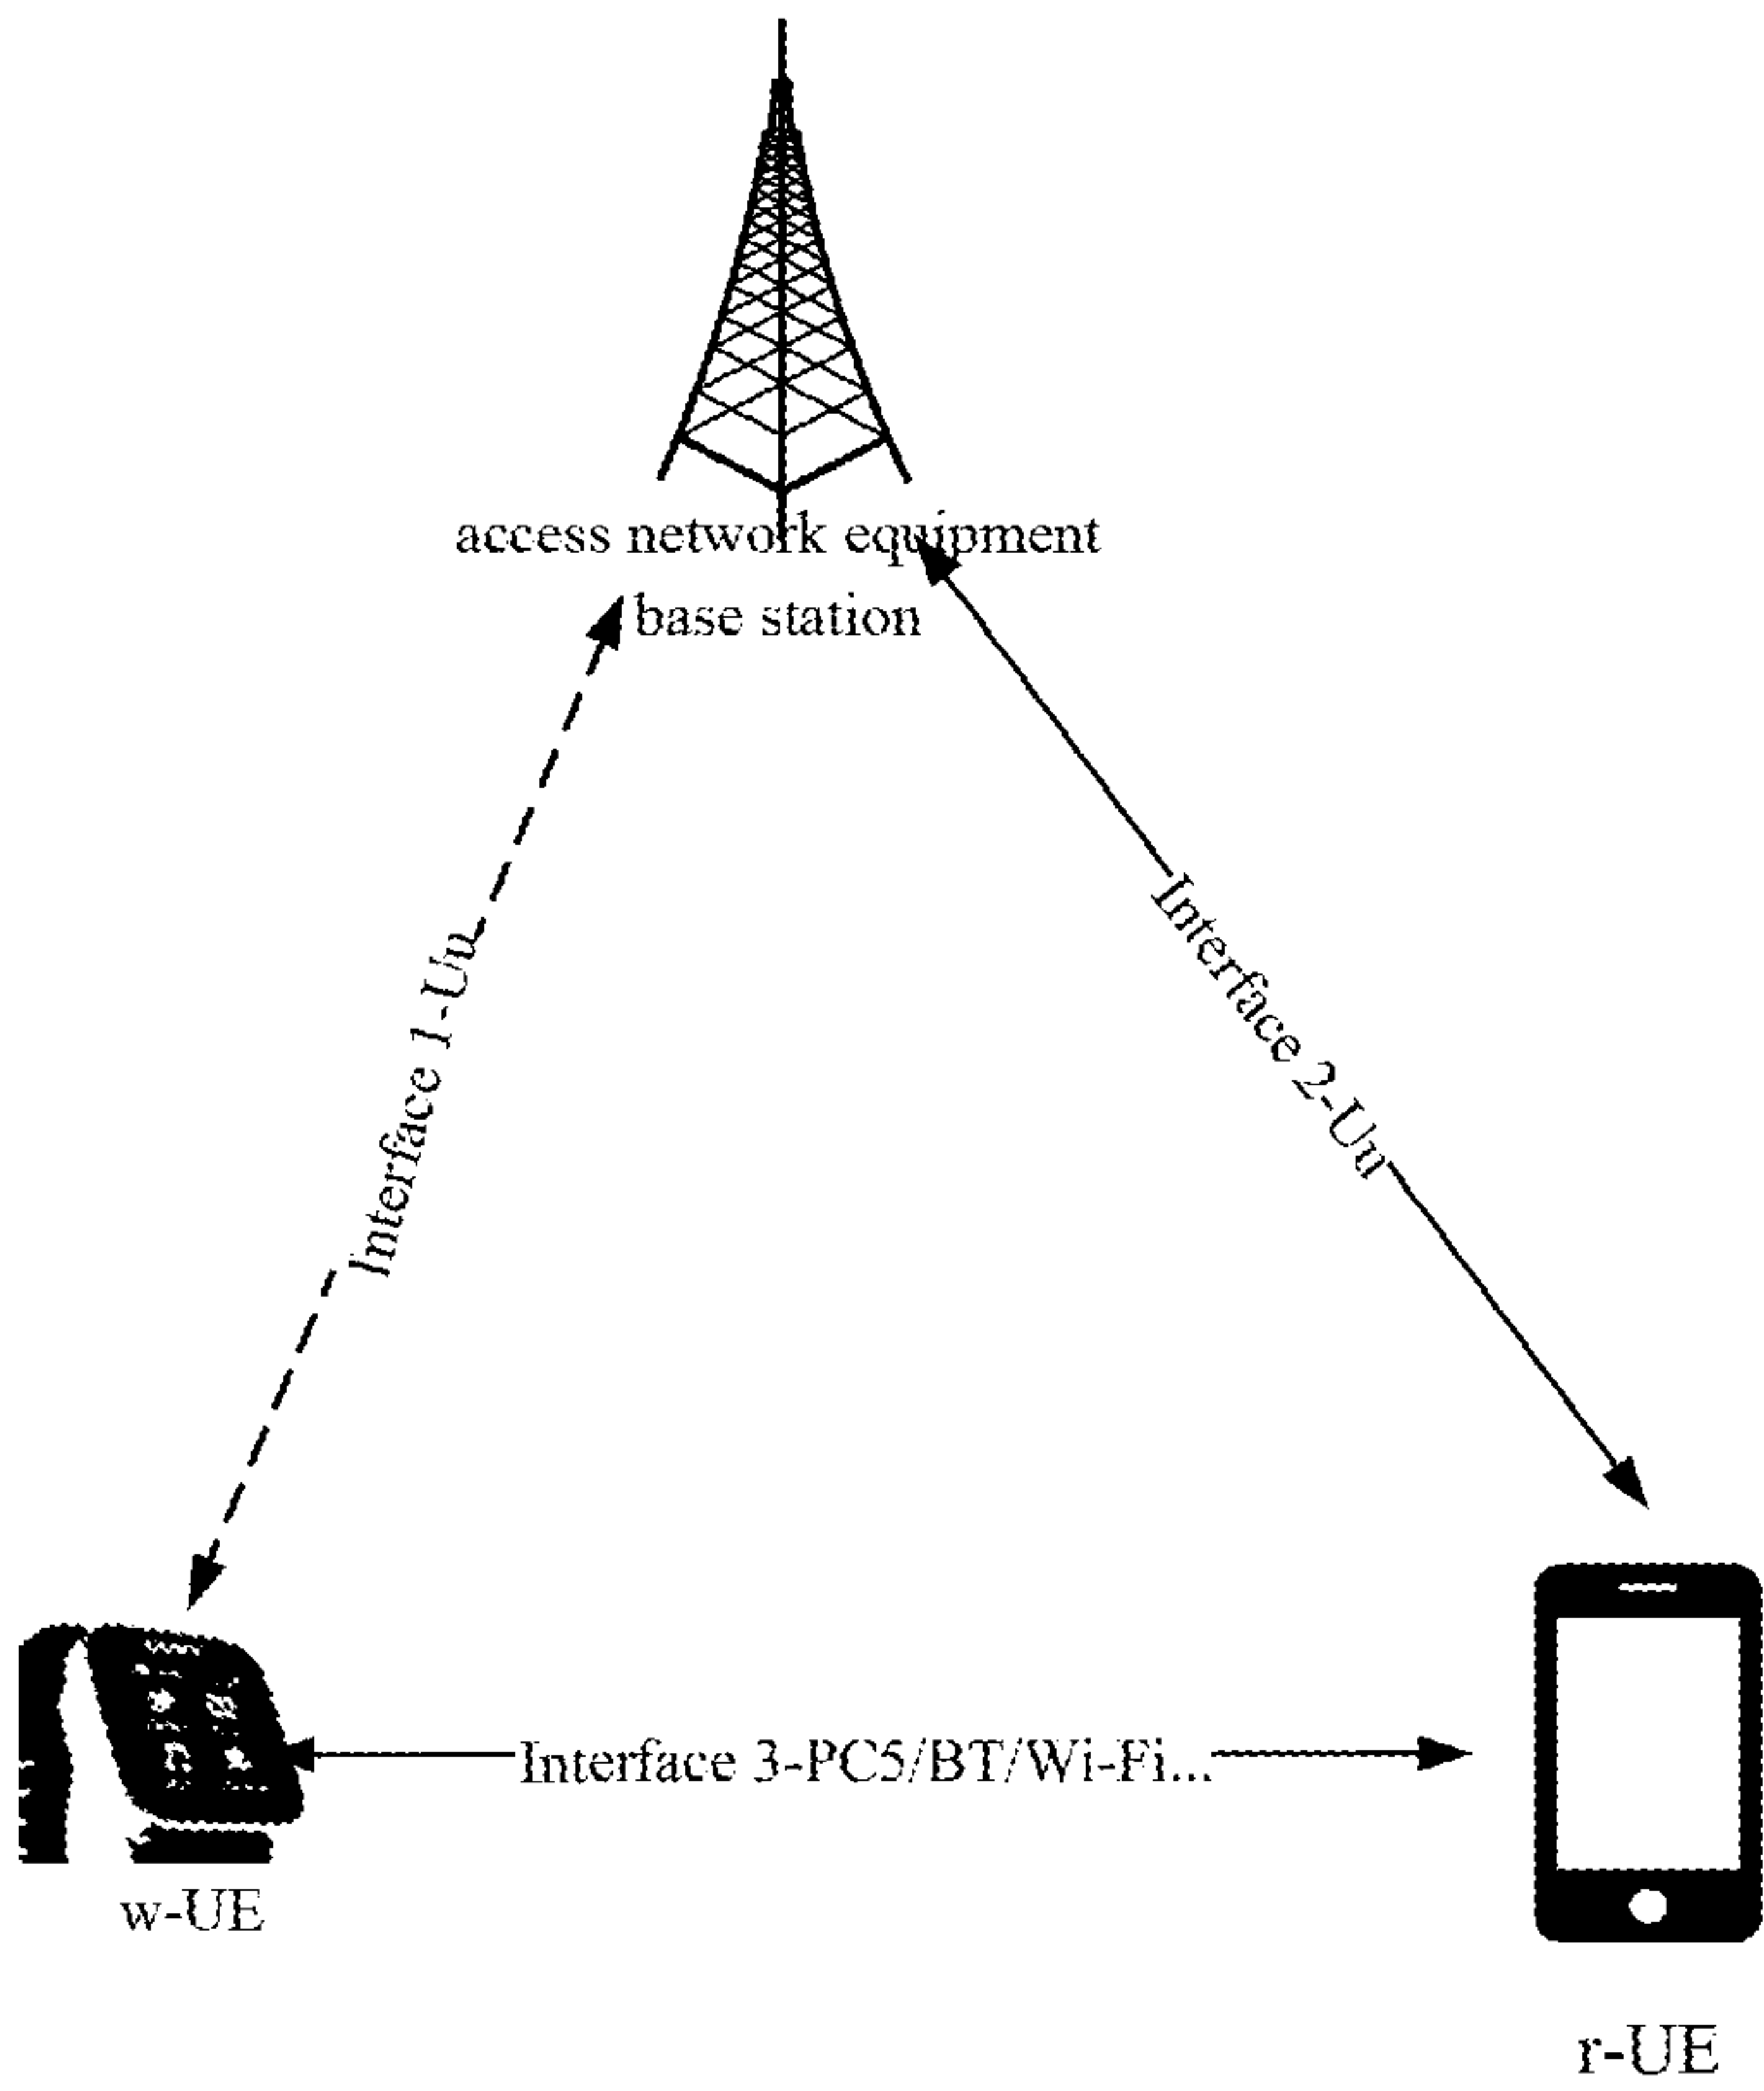 access network equipment
base station
Interface 1-Uu
Interface 2-Uu
Interface 3-PC5/BT/Wi-Fi...
w-UE
r-UE